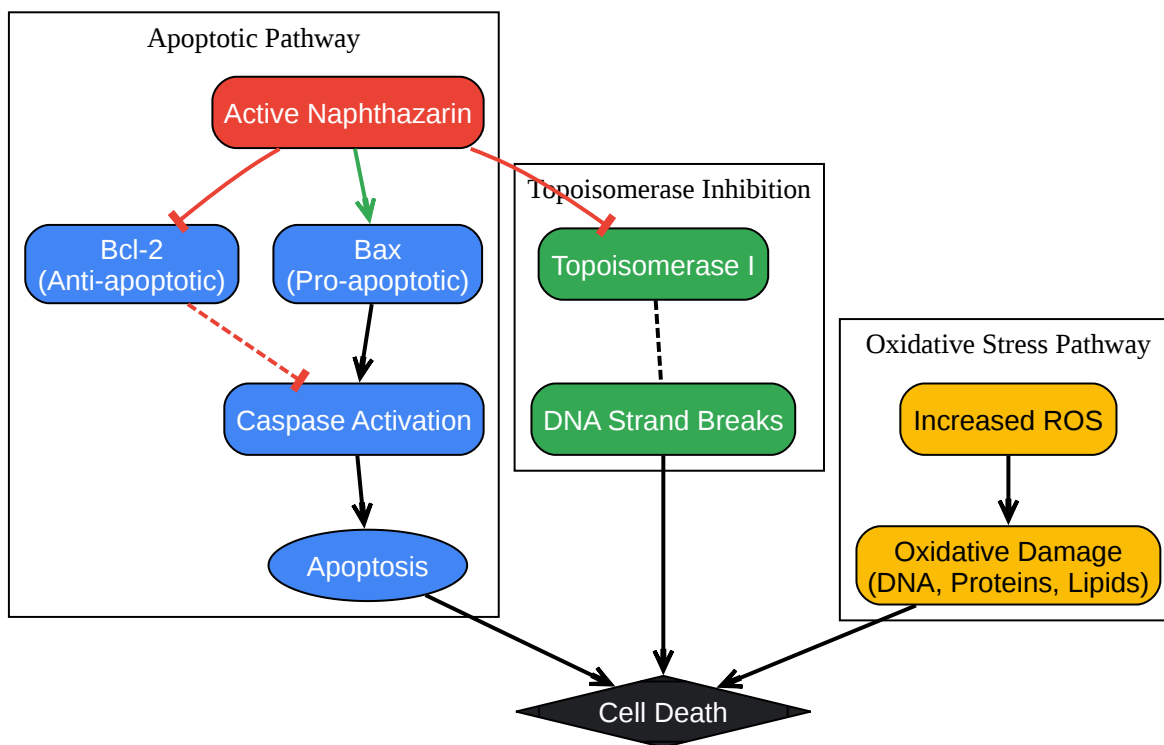 Apoptotic Pathway
Active Naphthazarin
Bcl-2
(Anti-apoptotic)
Bax
(Pro-apoptotic)
Caspase Activation
Apoptosis
Topoisomerase Inhibition
Topoisomerase I
DNA Strand Breaks
Oxidative Stress Pathway
Increased ROS
Oxidative Damage
(DNA, Proteins, Lipids)
Cell Death